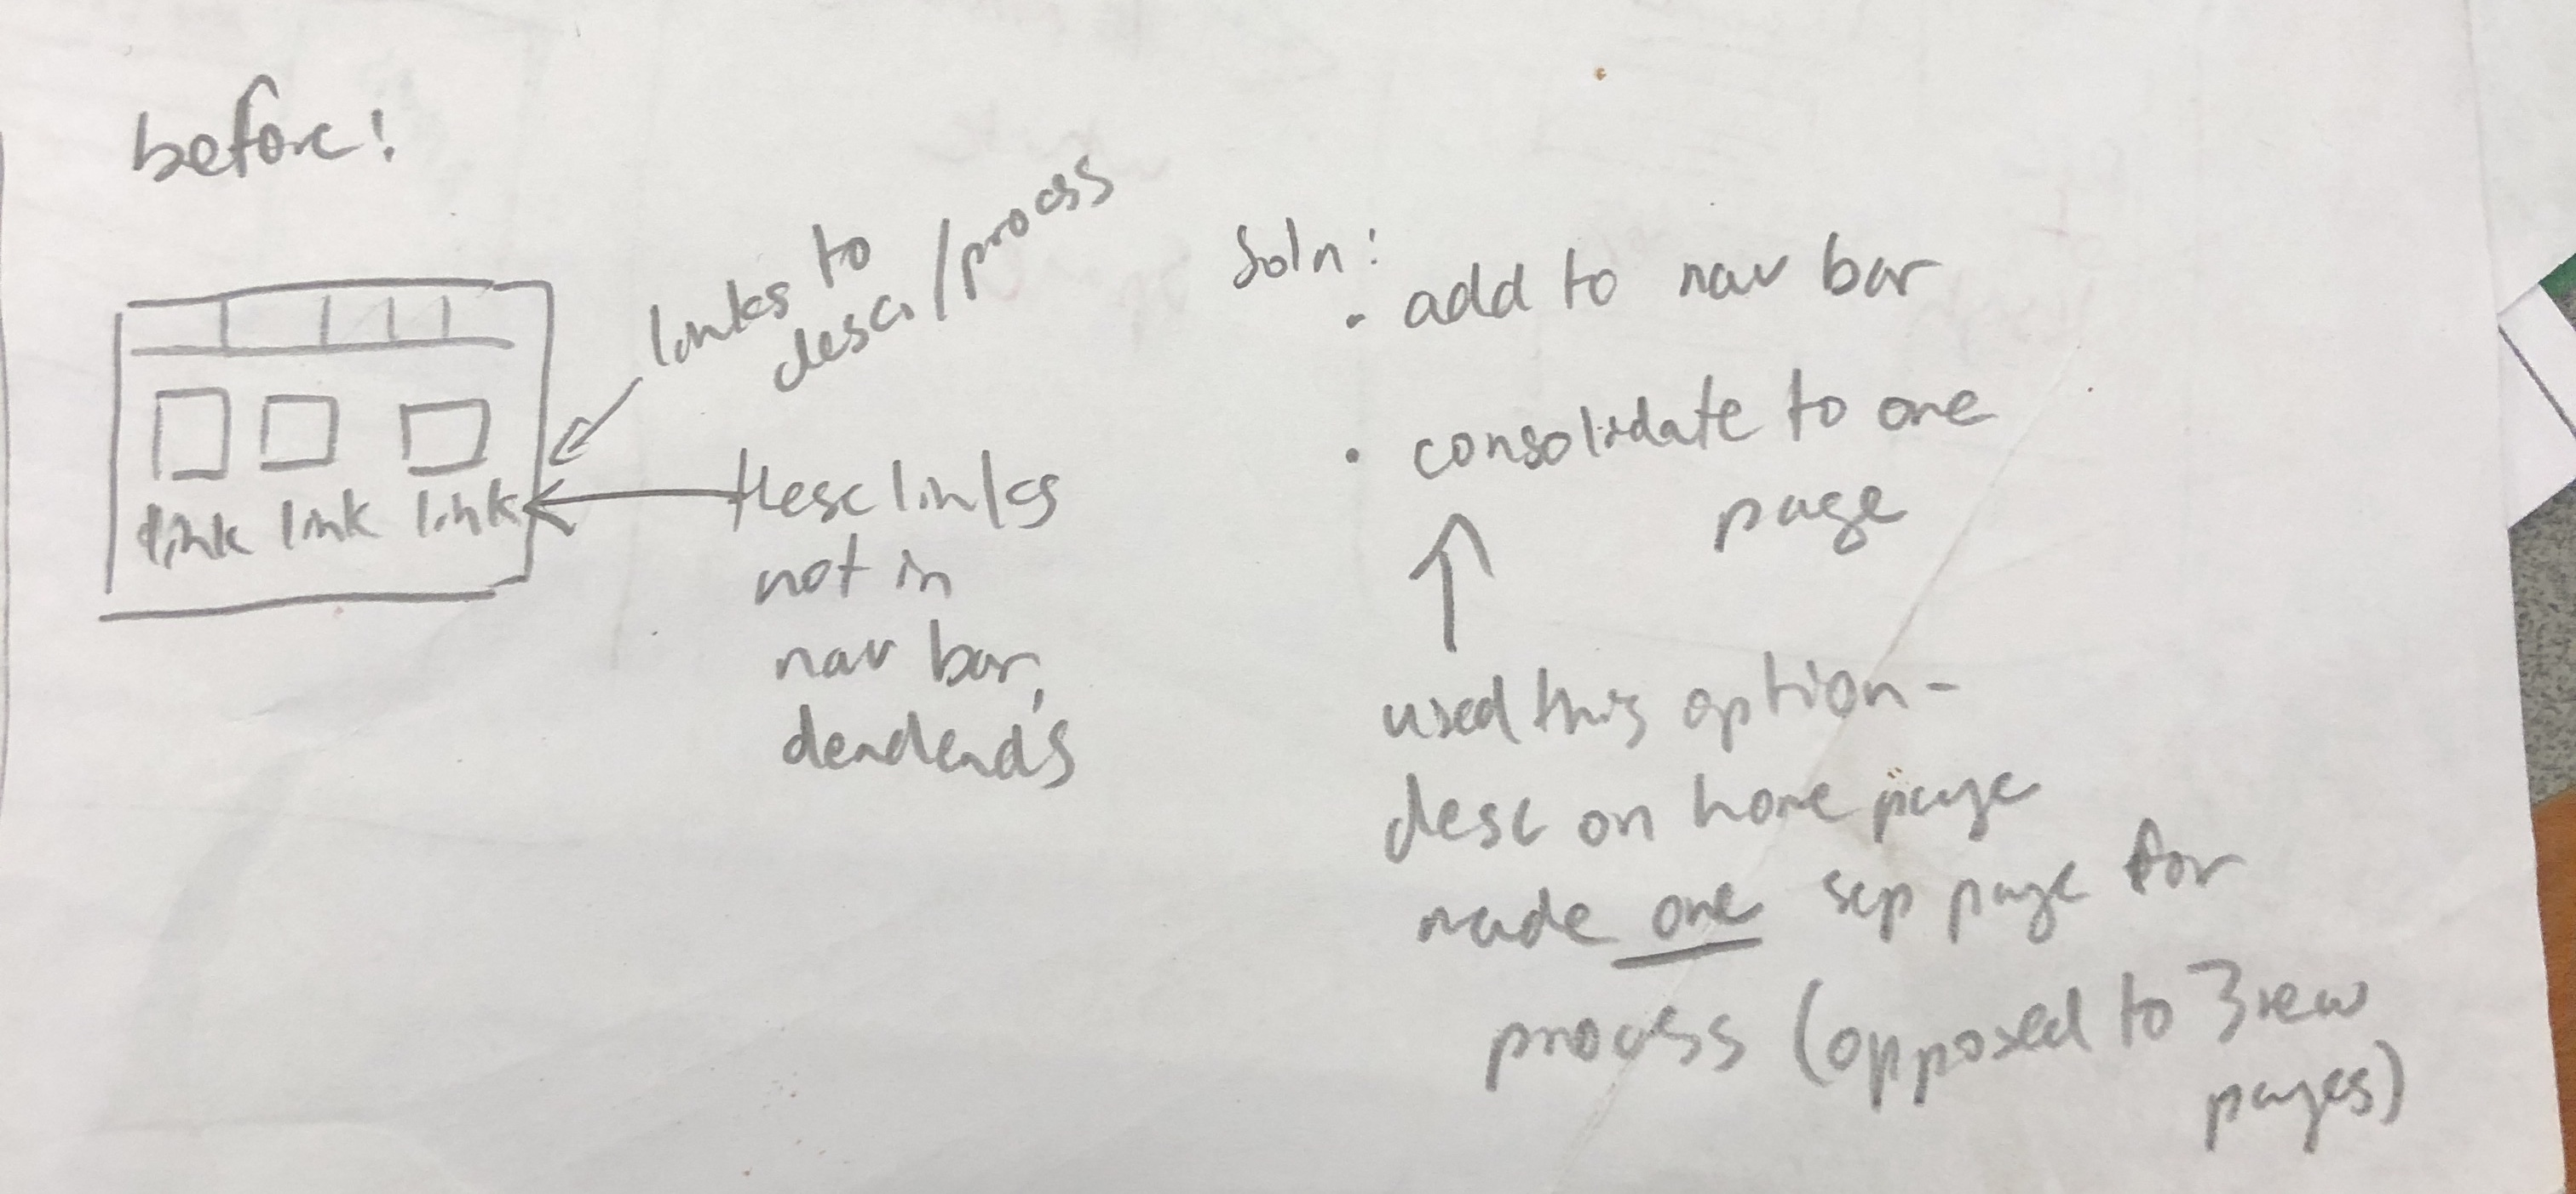 before!
links to
desc./process
link link link
these links
not in
nav bar,
deadends
Soln:
• add to nav bar
• consolidate to one
page
used this option -
desc on home page
made one sep page for
process (opposed to 3 new
pages)